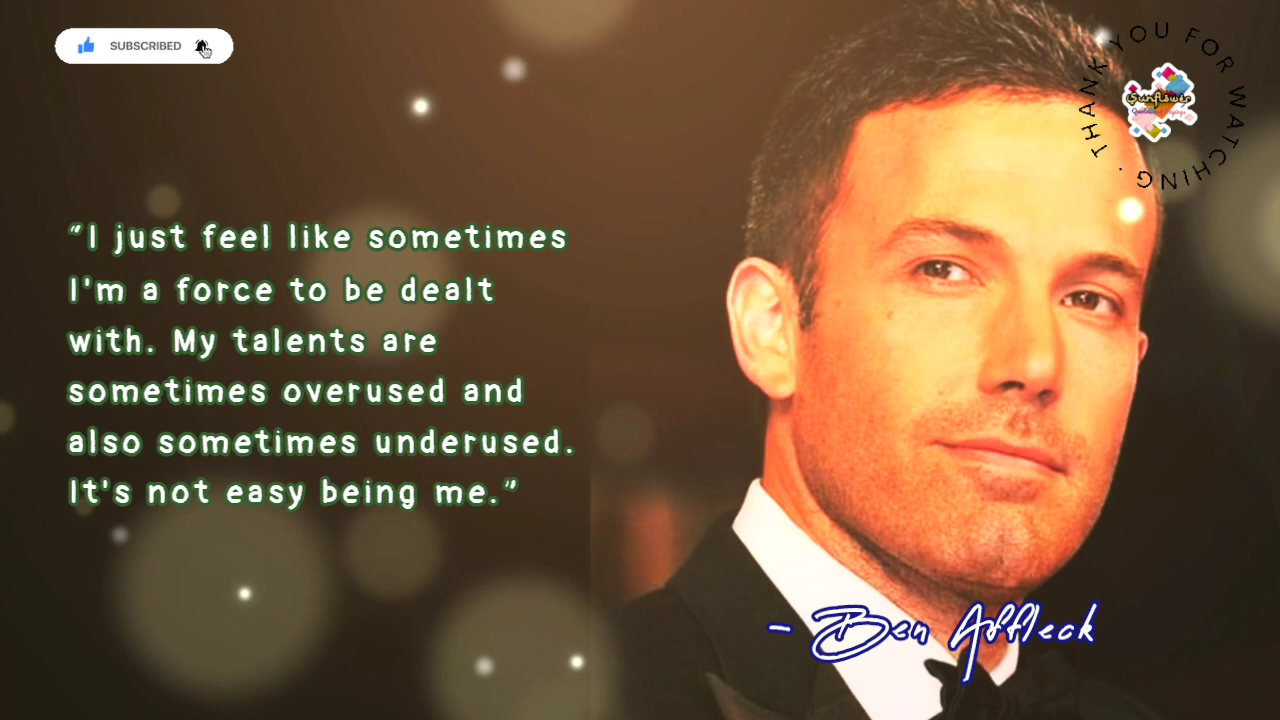 SUBSCRIBED
THANK YOU FOR WATCHING .
Sunflower
“I just feel like sometimes
I'm a force to be dealt
with. My talents are
sometimes overused and
also sometimes underused.
It's not easy being me.”
- Ben Affleck